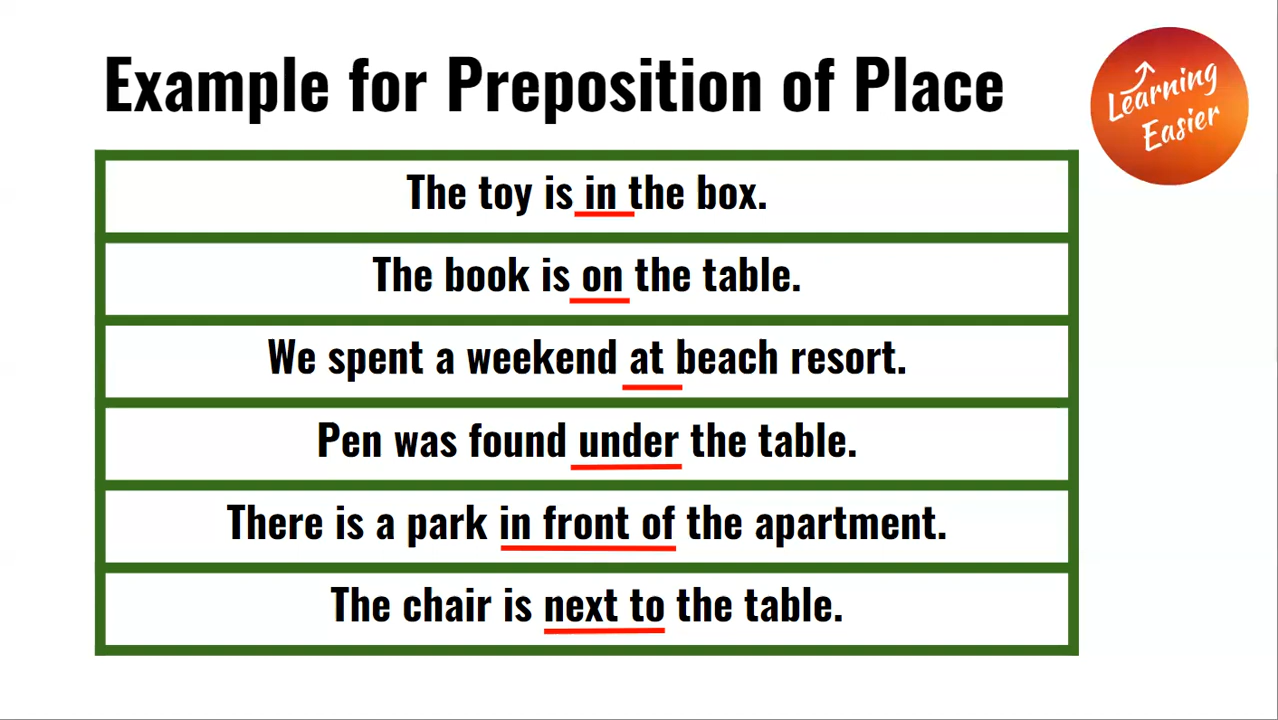 Example for Preposition of Place
Learning
Easier
The toy is in the box.
The book is on the table.
We spent a weekend at beach resort.
Pen was found under the table.
There is a park in front of the apartment.
The chair is next to the table.